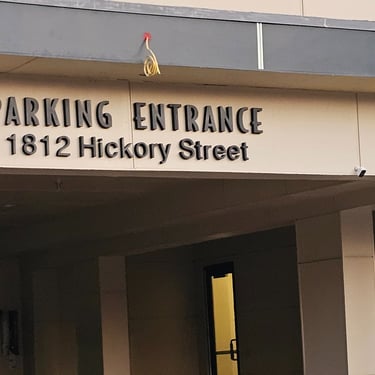 PARKING ENTRANCE
1812 Hickory Street